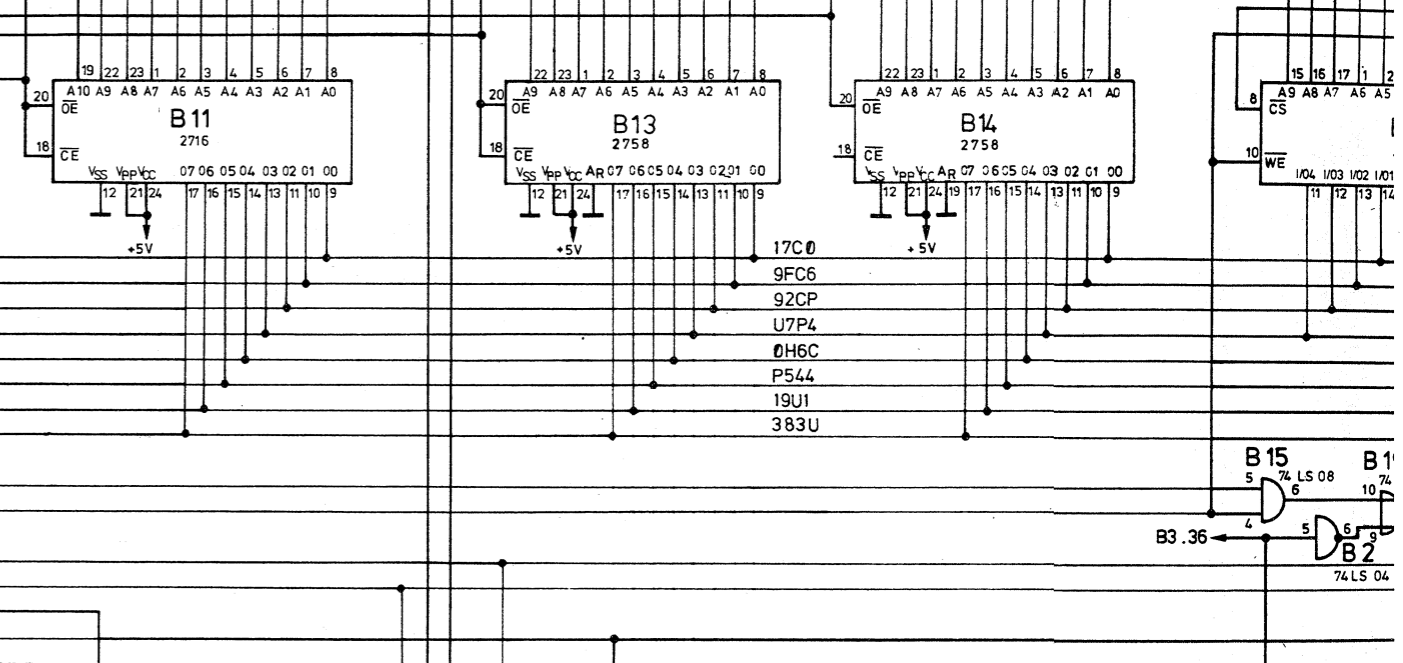 19 22 23 1 2 3 4 5 6 7 8
A10 A9 A8 A7 A6 A5 A4 A3 A2 A1 A0
20 OE
B11
2716
18 CE
VSS VPP VCC 07 06 05 04 03 02 01 00
12 21 24 17 16 15 14 13 11 10 9
+5V
22 23 1 2 3 4 5 6 7 8
A9 A8 A7 A6 A5 A4 A3 A2 A1 A0
20 OE
B13
2758
18 CE
VSS VPP VCC AR 07 06 05 04 03 02 01 00
12 21 24 17 16 15 14 13 11 10 9
+5V
22 23 1 2 3 4 5 6 7 8
A9 A8 A7 A6 A5 A4 A3 A2 A1 A0
20 OE
B14
2758
18 CE
VSS VPP VCC AR 07 06 05 04 03 02 01 00
12 21 24 19 17 16 15 14 13 11 10 9
+5V
15 16 17 1 2
A9 A8 A7 A6 A5
8 CS
10 WE
I/04 I/03 I/02 I/01
11 12 13 14
17C0
9FC6
92CP
U7P4
0H6C
P544
19U1
383U
B15
74 LS 08
5 6
4
B1
74
10
9
B3.36
5 6
B2
74LS 04